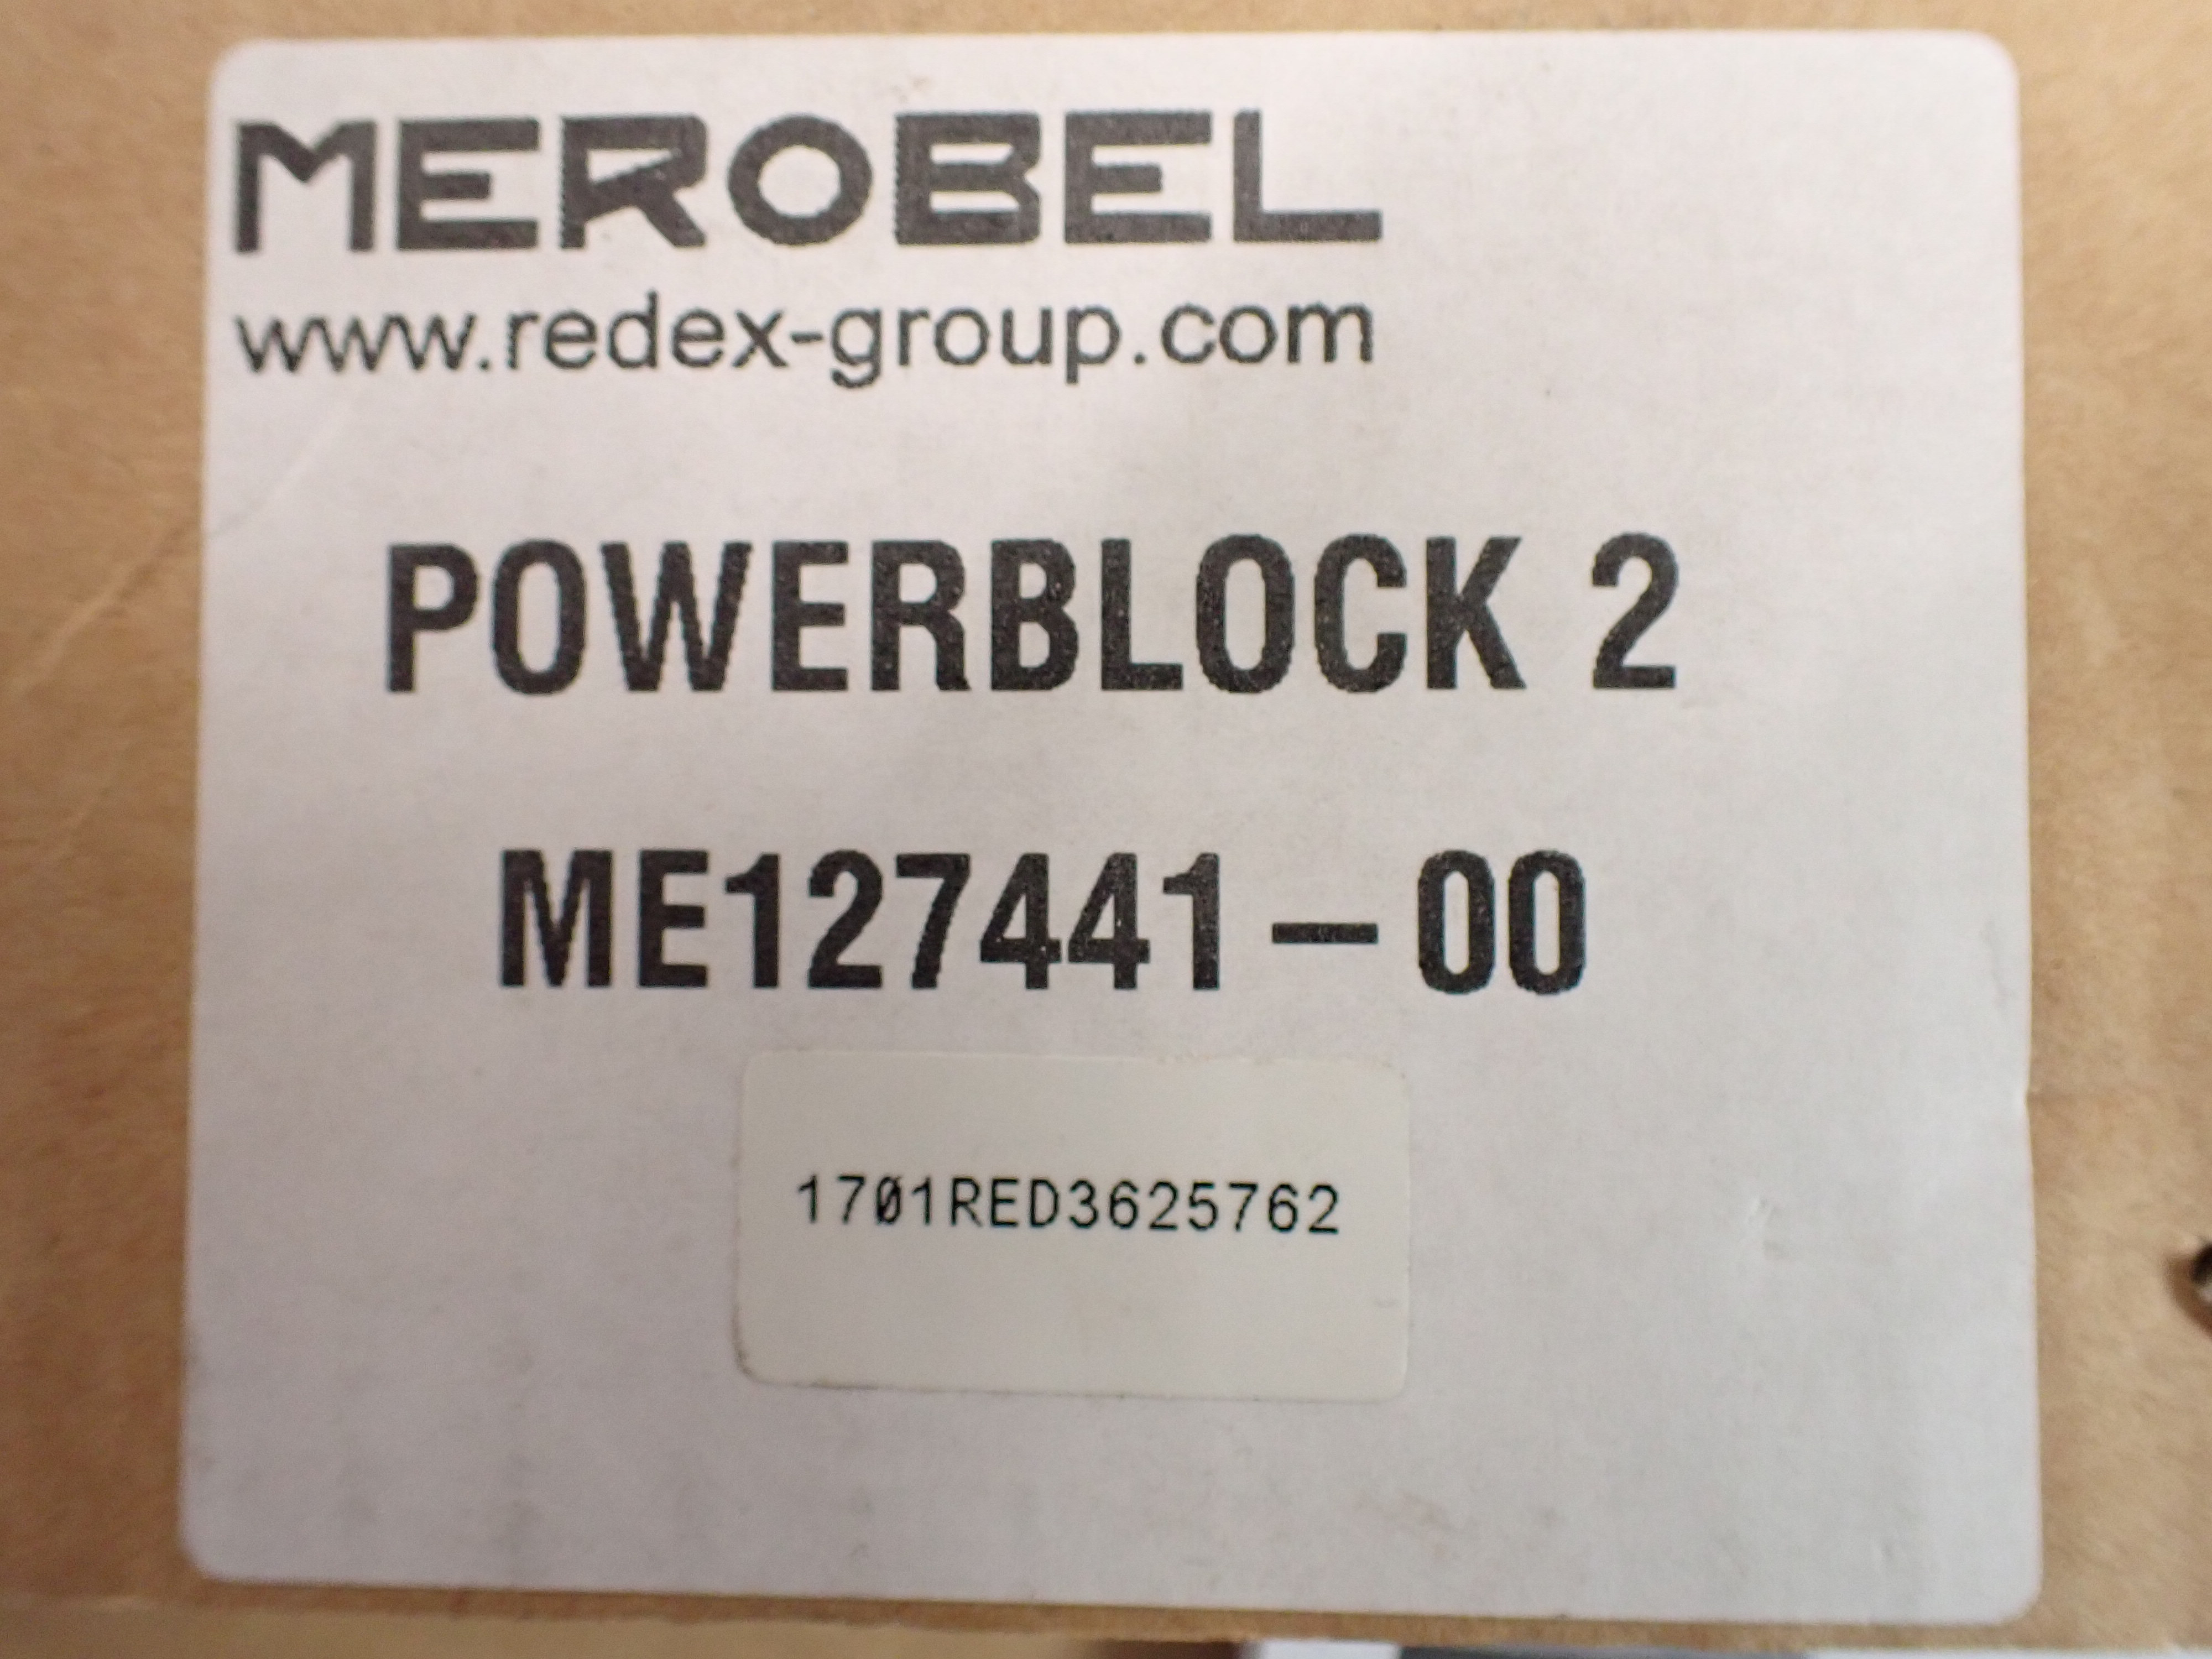 MEROBEL
www.redex-group.com
POWERBLOCK 2
ME127441-00
1701RED3625762